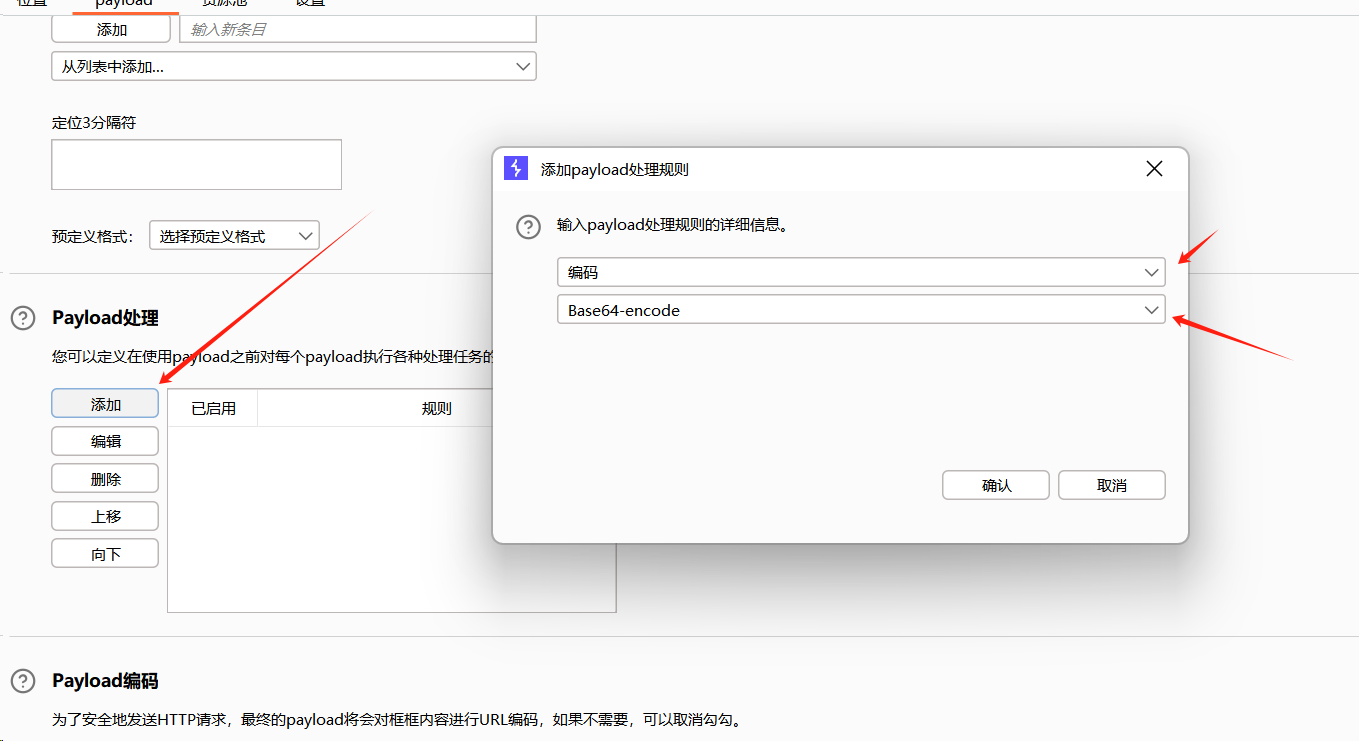 位置 payload 资源池 设置
添加 输入新条目
从列表中添加...
定位3分隔符
预定义格式： 选择预定义格式
Payload处理
您可以定义在使用payload之前对每个payload执行各种处理任务的
添加 已启用 规则
编辑
删除
上移
向下
添加payload处理规则
输入payload处理规则的详细信息。
编码
Base64-encode
确认 取消
Payload编码
为了安全地发送HTTP请求，最终的payload将会对框框内容进行URL编码，如果不需要，可以取消勾勾。